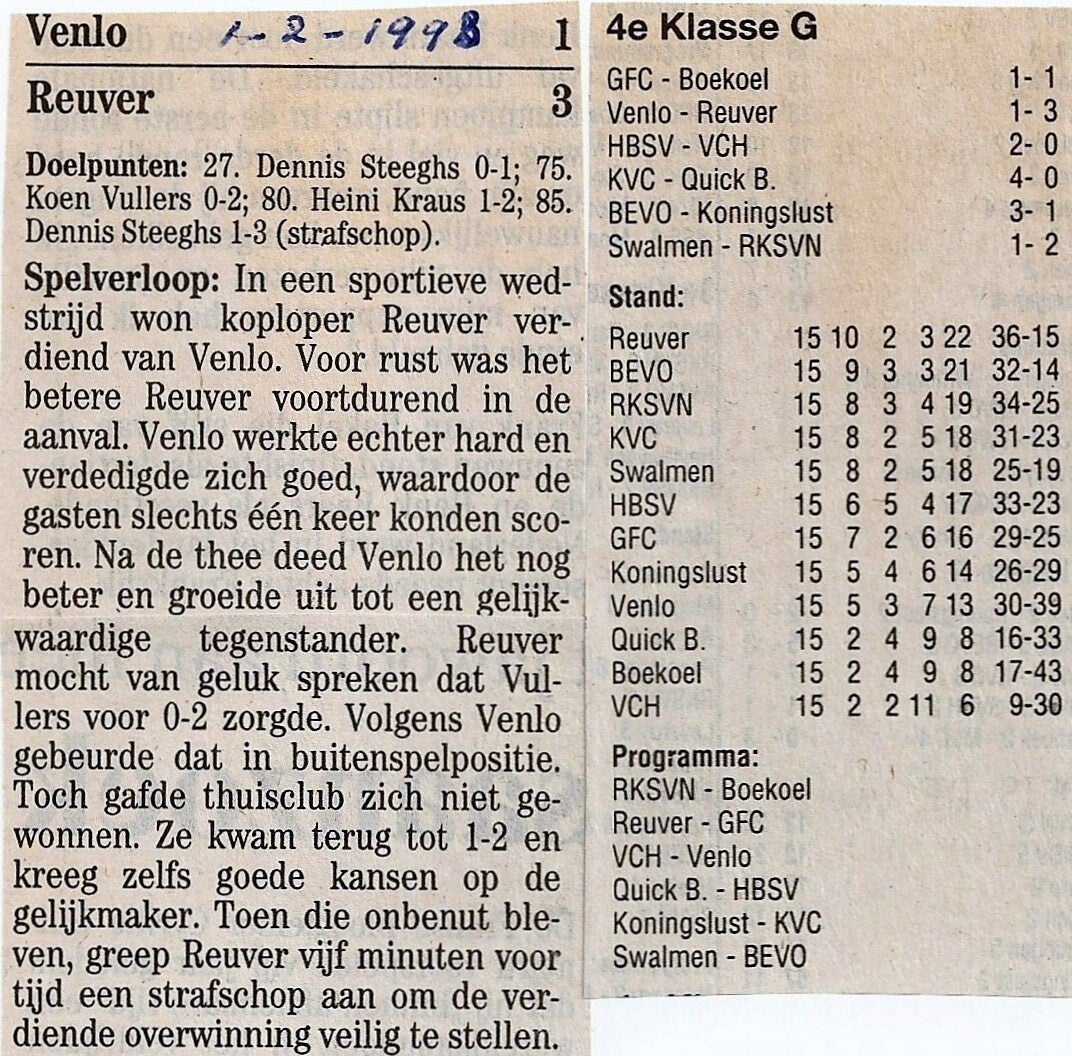 Venlo 1-2-1998 1
Reuver 3
Doelpunten: 27. Dennis Steeghs 0-1; 75.
Koen Vullers 0-2; 80. Heini Kraus 1-2; 85.
Dennis Steeghs 1-3 (strafschop).
Spelverloop: In een sportieve wed-
strijd won koploper Reuver ver-
diend van Venlo. Voor rust was het
betere Reuver voortdurend in de
aanval. Venlo werkte echter hard en
verdedigde zich goed, waardoor de
gasten slechts één keer konden sco-
ren. Na de thee deed Venlo het nog
beter en groeide uit tot een gelijk-
waardige tegenstander. Reuver
mocht van geluk spreken dat Vul-
lers voor 0-2 zorgde. Volgens Venlo
gebeurde dat in buitenspelpositie.
Toch gafde thuisclub zich niet ge-
wonnen. Ze kwam terug tot 1-2 en
kreeg zelfs goede kansen op de
gelijkmaker. Toen die onbenut ble-
ven, greep Reuver vijf minuten voor
tijd een strafschop aan om de ver-
diende overwinning veilig te stellen.
4e Klasse G
GFC - Boekoel 1- 1
Venlo - Reuver 1- 3
HBSV - VCH 2- 0
KVC - Quick B. 4- 0
BEVO - Koningslust 3- 1
Swalmen - RKSVN 1- 2
Stand:
Reuver 15 10 2 3 22 36-15
BEVO 15 9 3 3 21 32-14
RKSVN 15 8 3 4 19 34-25
KVC 15 8 2 5 18 31-23
Swalmen 15 8 2 5 18 25-19
HBSV 15 6 5 4 17 33-23
GFC 15 7 2 6 16 29-25
Koningslust 15 5 4 6 14 26-29
Venlo 15 5 3 7 13 30-39
Quick B. 15 2 4 9 8 16-33
Boekoel 15 2 4 9 8 17-43
VCH 15 2 2 11 6 9-30
Programma:
RKSVN - Boekoel
Reuver - GFC
VCH - Venlo
Quick B. - HBSV
Koningslust - KVC
Swalmen - BEVO